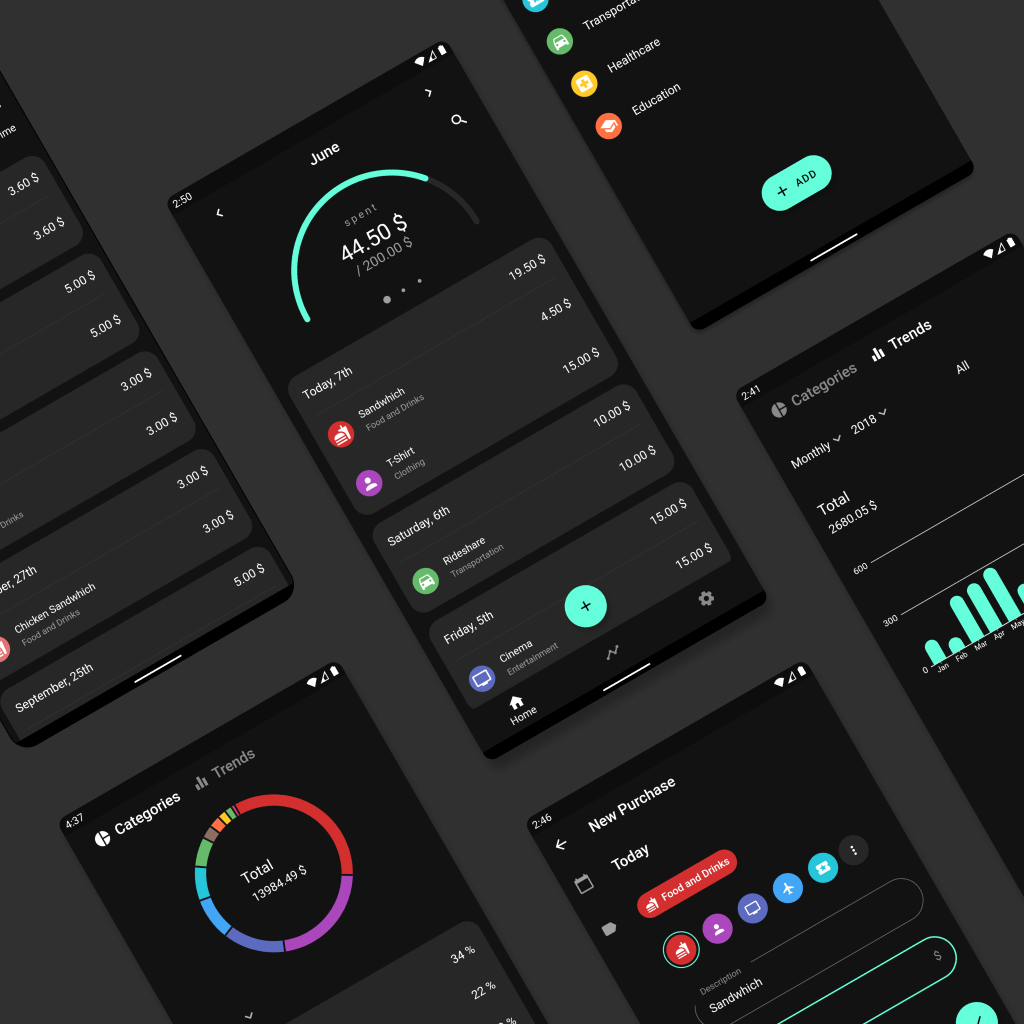 3.60 $
3.60 $
5.00 $
5.00 $
3.00 $
3.00 $
3.00 $
27th
Chicken Sandwhich
Food and Drinks
3.00 $
September, 25th
5.00 $
2:50
June
spent
44.50 $
/ 200.00 $
Today, 7th
19.50 $
Sandwhich
Food and Drinks
4.50 $
T-Shirt
Clothing
15.00 $
Saturday, 6th
10.00 $
Rideshare
Transportation
10.00 $
Friday, 5th
15.00 $
Cinema
Entertainment
15.00 $
+
Home
Healthcare
Education
+ ADD
2:41
Categories
Trends
Monthly
2018
All
Total
2680.05 $
600
300
0
Jan
Feb
Mar
Apr
May
4:37
Categories
Trends
Total
13984.49 $
34 %
22 %
2:46
New Purchase
Today
Food and Drinks
Description
Sandwhich
$